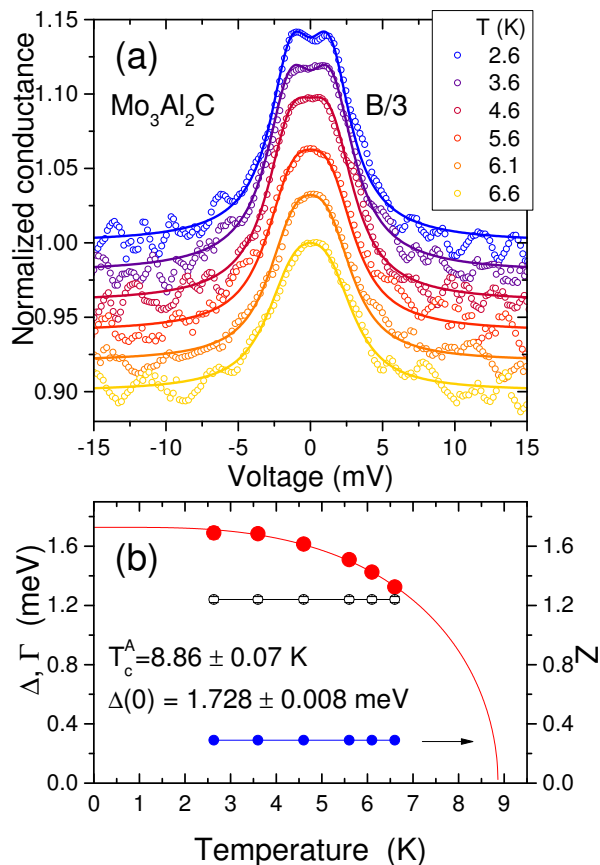 (a)
Mo₃Al₂C
B/3
T (K)
2.6
3.6
4.6
5.6
6.1
6.6
Normalized conductance
1.15
1.10
1.05
1.00
0.95
0.90
-15 -10 -5 0 5 10 15
Voltage (mV)
(b)
Δ, Γ (meV)
1.6
1.2
0.8
0.4
0.0
T_c^A=8.86 ± 0.07 K
Δ(0) = 1.728 ± 0.008 meV
1.6
1.2
0.8
0.4
0.0
Z
0 1 2 3 4 5 6 7 8 9
Temperature (K)